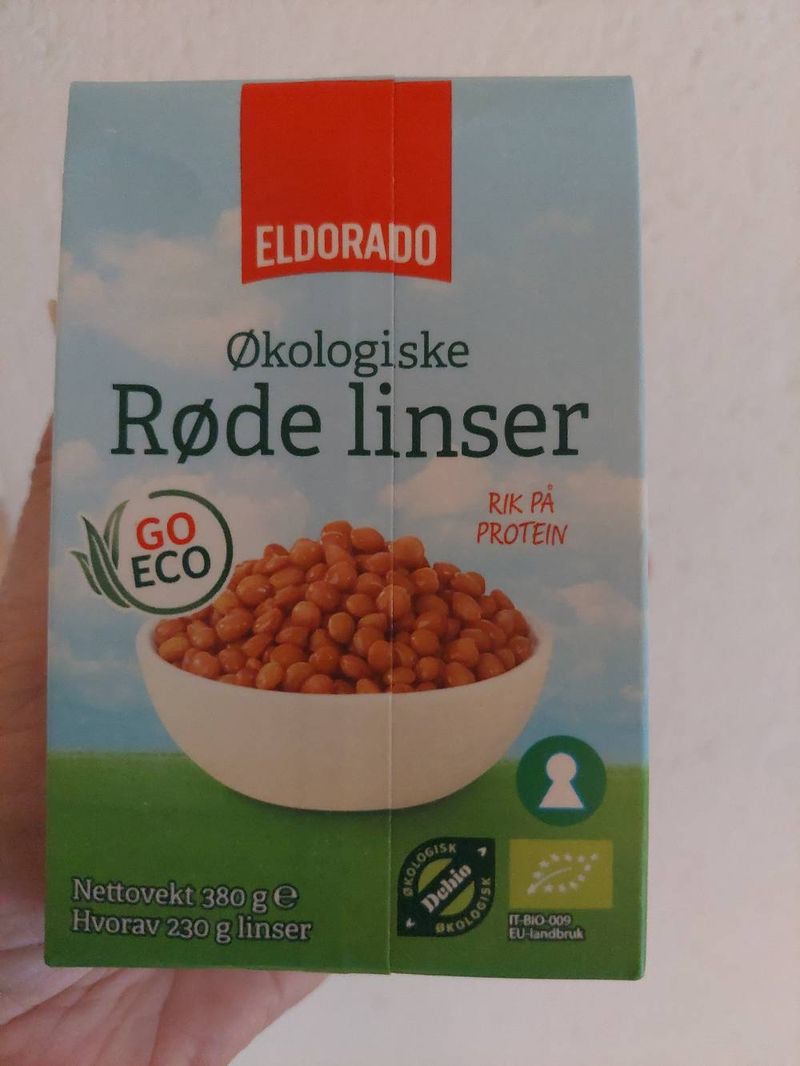 ELDORADO
Økologiske
Røde linser
RIK PÅ
PROTEIN
GO
ECO
Nettovekt 380 g ℮
Hvorav 230 g linser
ØKOLOGISK
Debio
ØKOLOGISK
IT-BIO-009
EU-landbruk